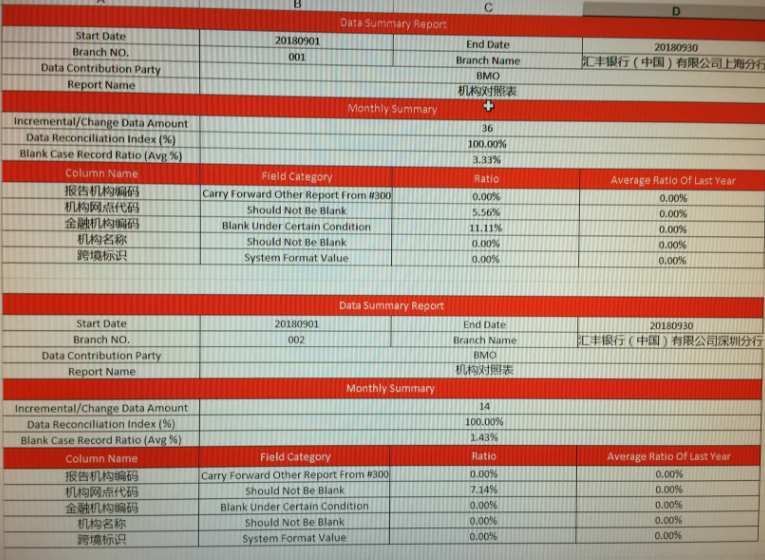 A B C D
Data Summary Report
Start Date 20180901 End Date 20180930
Branch NO. 001 Branch Name 汇丰银行（中国）有限公司上海分行
Data Contribution Party BMO
Report Name 机构对照表
Monthly Summary
Incremental/Change Data Amount 36
Data Reconciliation Index (%) 100.00%
Blank Case Record Ratio (Avg %) 3.33%
Column Name Field Category Ratio Average Ratio Of Last Year
报告机构编码 Carry Forward Other Report From #300 0.00% 0.00%
机构网点代码 Should Not Be Blank 5.56% 0.00%
金融机构编码 Blank Under Certain Condition 11.11% 0.00%
机构名称 Should Not Be Blank 0.00% 0.00%
跨境标识 System Format Value 0.00% 0.00%
Data Summary Report
Start Date 20180901 End Date 20180930
Branch NO. 002 Branch Name 汇丰银行（中国）有限公司深圳分行
Data Contribution Party BMO
Report Name 机构对照表
Monthly Summary
Incremental/Change Data Amount 14
Data Reconciliation Index (%) 100.00%
Blank Case Record Ratio (Avg %) 1.43%
Column Name Field Category Ratio Average Ratio Of Last Year
报告机构编码 Carry Forward Other Report From #300 0.00% 0.00%
机构网点代码 Should Not Be Blank 7.14% 0.00%
金融机构编码 Blank Under Certain Condition 0.00% 0.00%
机构名称 Should Not Be Blank 0.00% 0.00%
跨境标识 System Format Value 0.00% 0.00%